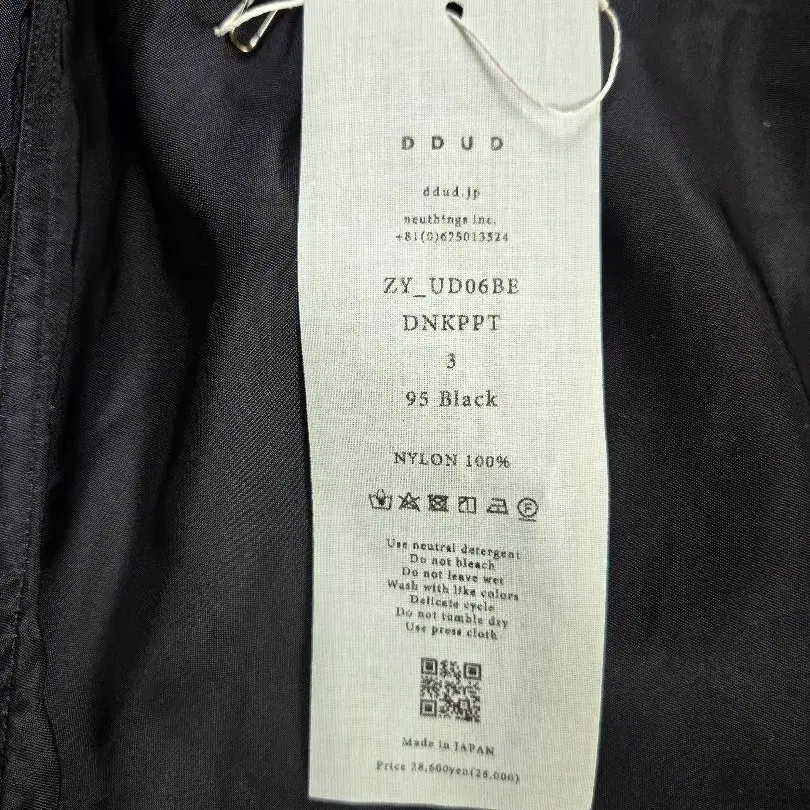 DDUD
ddud.jp
neuthings inc.
+81(0)675013524
ZY_UD06BE
DNKPPT
3
95 Black
NYLON 100%
F
Use neutral detergent
Do not bleach
Do not leave wet
Wash with like colors
Delicate cycle
Do not tumble dry
Use press cloth
Made in JAPAN
Price 28,600yen(26,000)